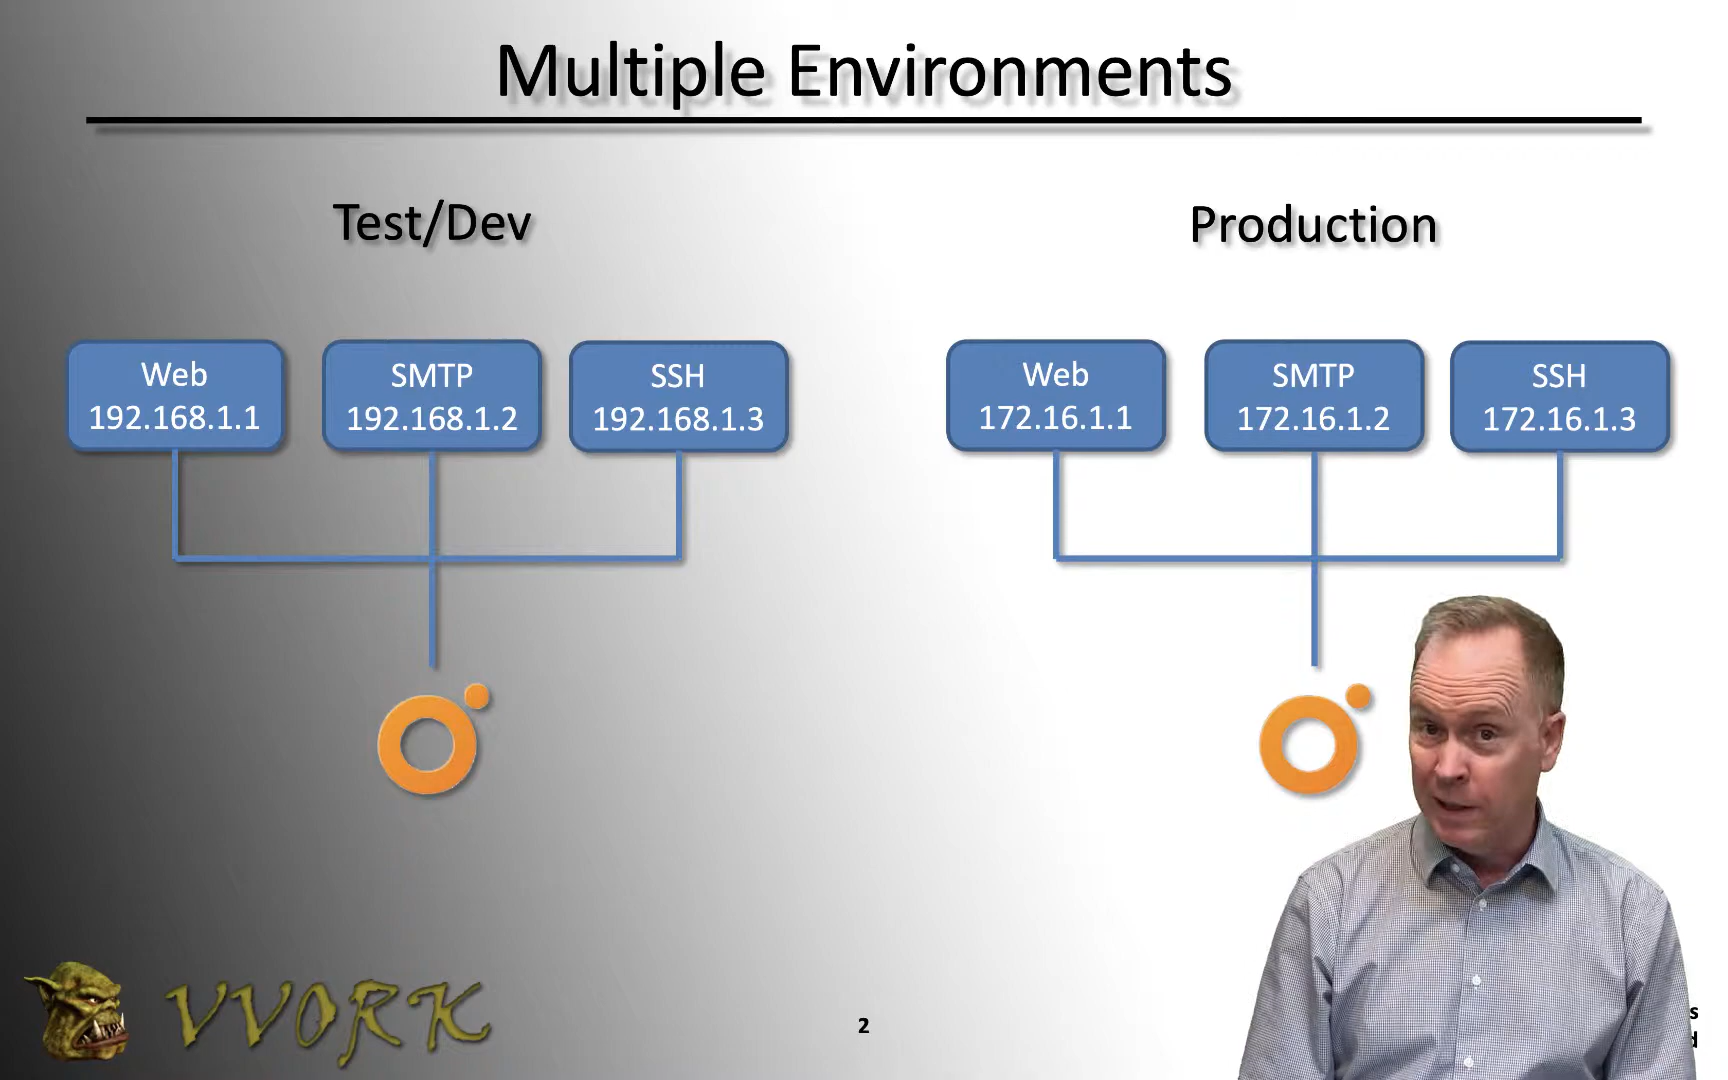 Multiple Environments
Test/Dev
Production
Web
192.168.1.1
SMTP
192.168.1.2
SSH
192.168.1.3
Web
172.16.1.1
SMTP
172.16.1.2
SSH
172.16.1.3
VVORK
2